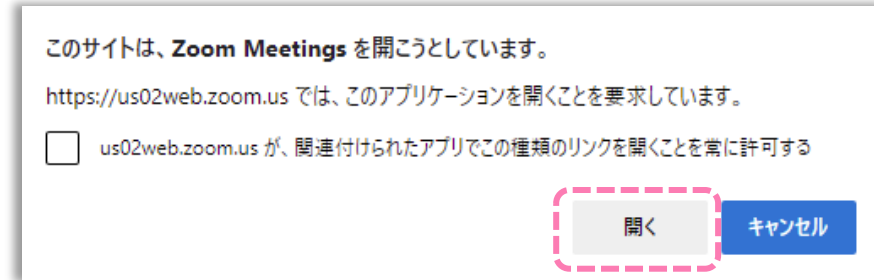 このサイトは、Zoom Meetings を開こうとしています。
https://us02web.zoom.us では、このアプリケーションを開くことを要求しています。
us02web.zoom.us が、関連付けられたアプリでこの種類のリンクを開くことを常に許可する
開く キャンセル